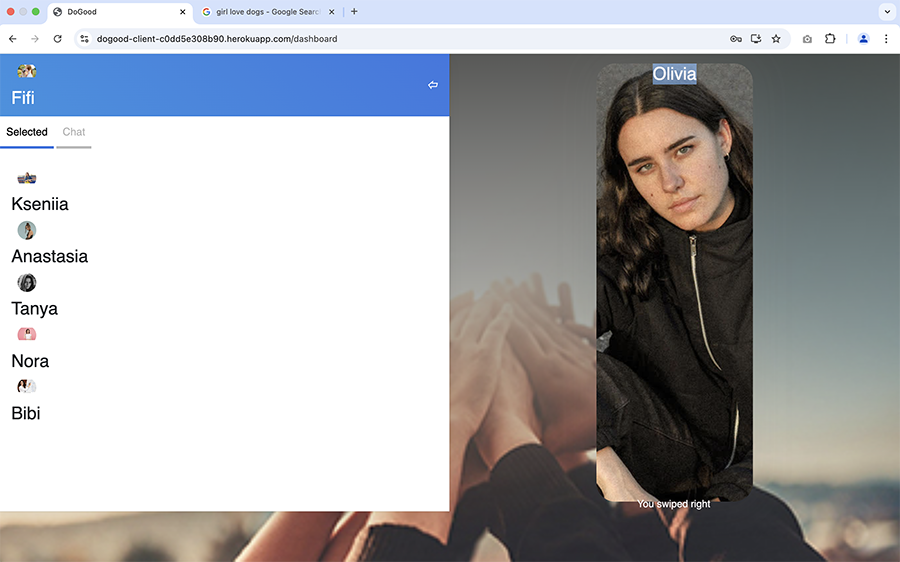 DoGood
girl love dogs - Google Searc
dogood-client-c0dd5e308b90.herokuapp.com/dashboard
Fifi
Selected
Chat
Kseniia
Anastasia
Tanya
Nora
Bibi
Olivia
You swiped right